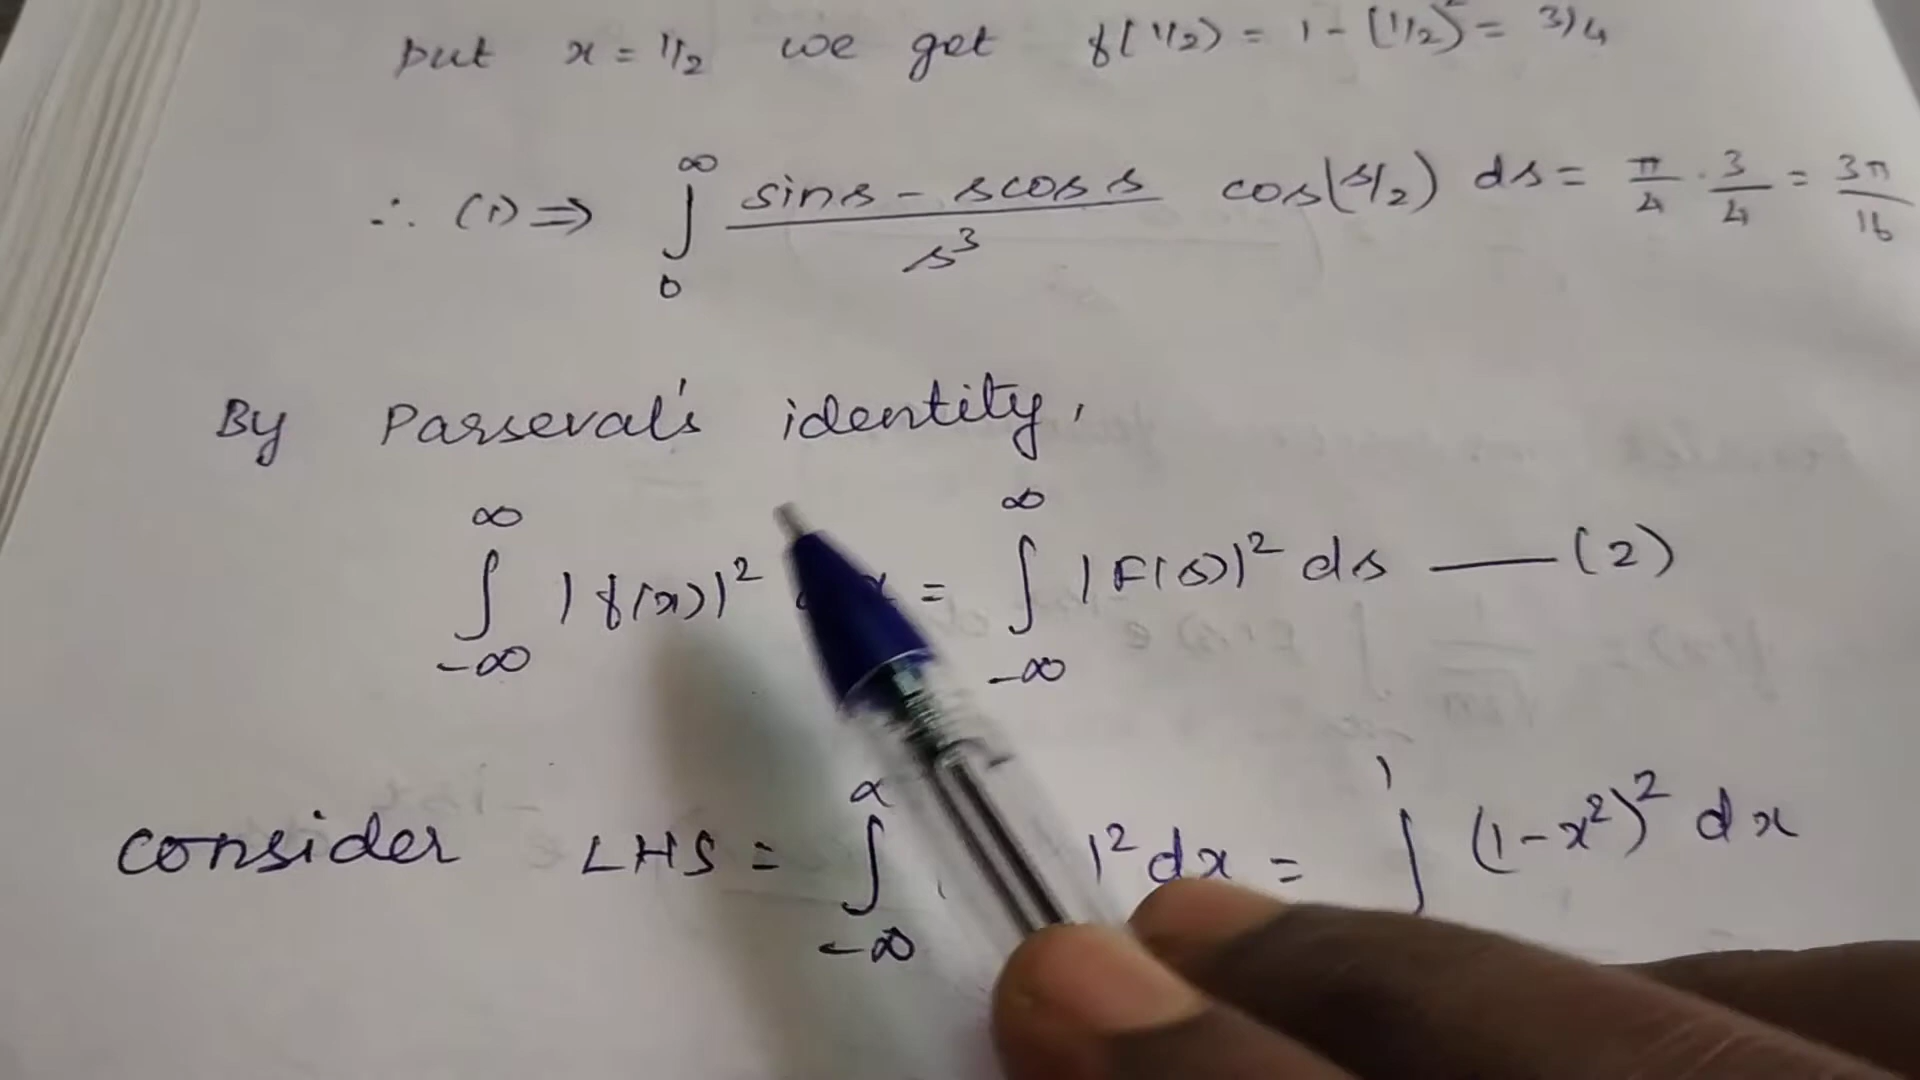 put x = 1/2 we get f(1/2) = 1 - (1/2)² = 3/4
∴ (1) ⇒ ∫₀^∞ (sin s - s cos s)/s³ cos(s/2) ds = π/4 · 3/4 = 3π/16
By Parseval's identity,
∫_{-∞}^{∞} |f(x)|² = ∫_{-∞}^{∞} |F(s)|² ds — (2)
consider LHS = ∫_{-∞}^{∞} |² dx = ∫^1 (1-x²)² dx